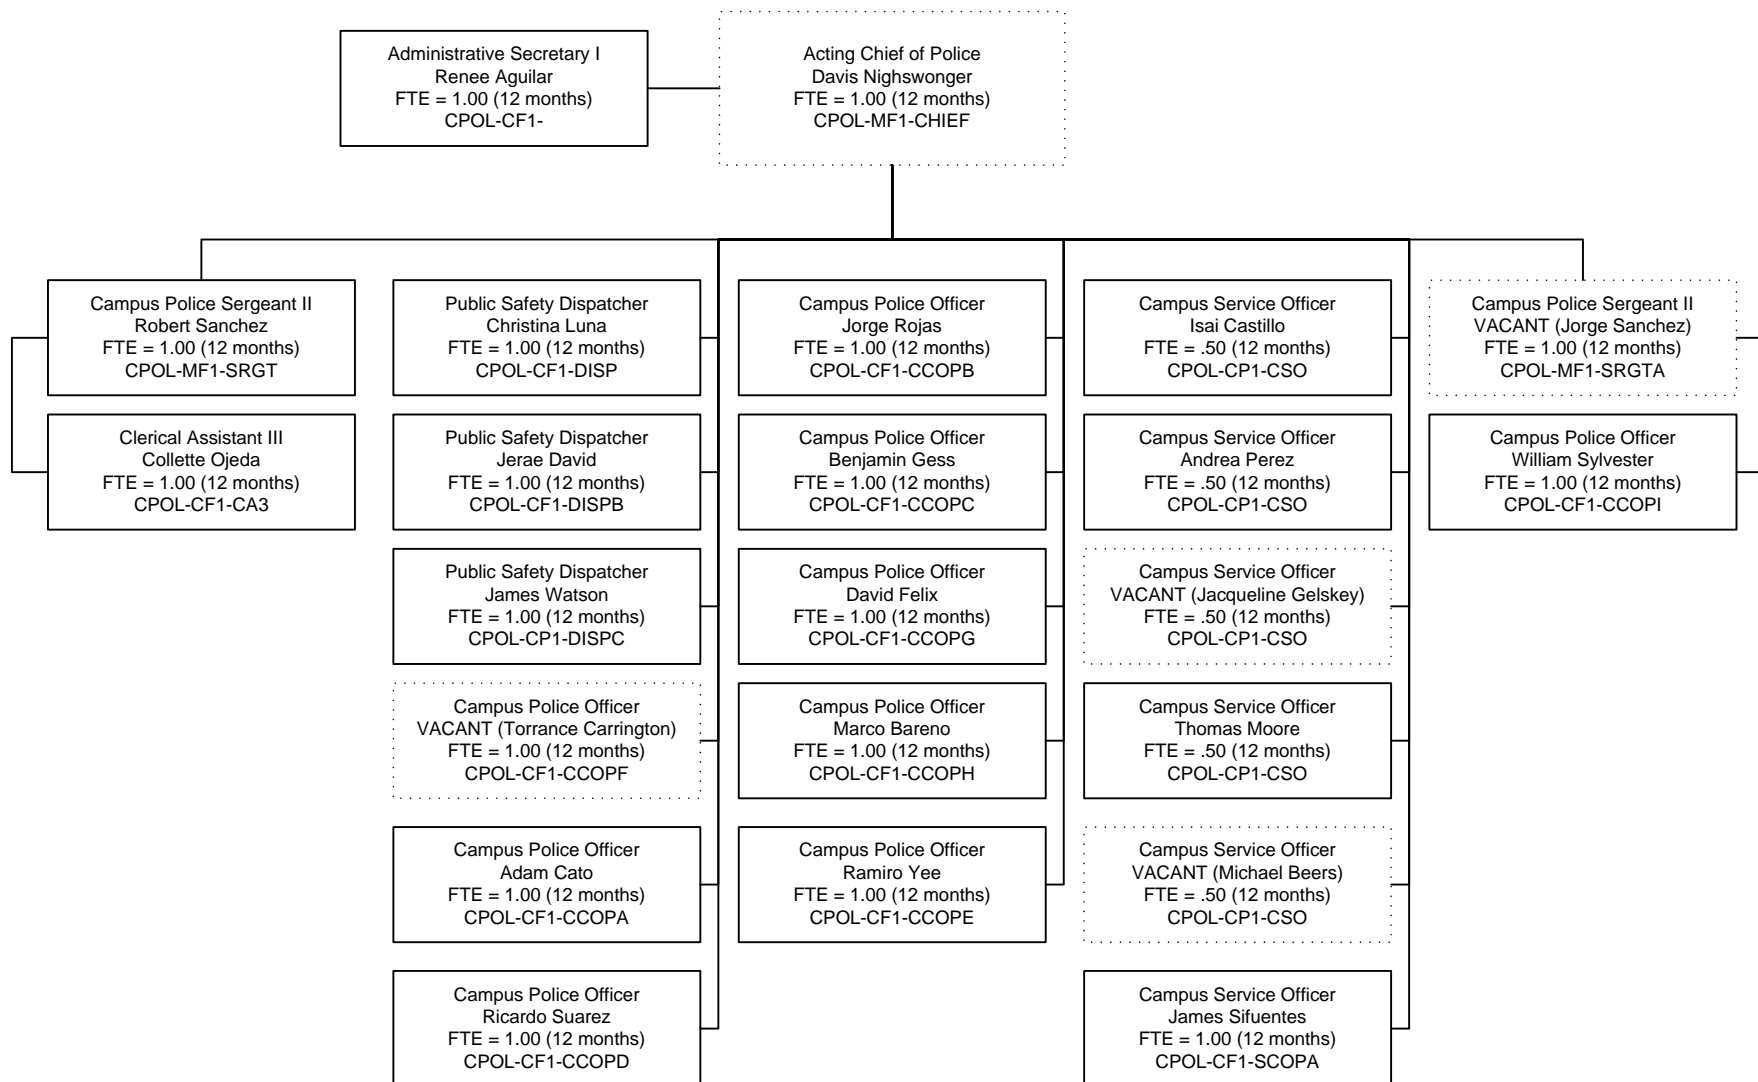 Administrative Secretary I
Renee Aguilar
FTE = 1.00 (12 months)
CPOL-CF1-
Acting Chief of Police
Davis Nighswonger
FTE = 1.00 (12 months)
CPOL-MF1-CHIEF
Campus Police Sergeant II
Robert Sanchez
FTE = 1.00 (12 months)
CPOL-MF1-SRGT
Clerical Assistant III
Collette Ojeda
FTE = 1.00 (12 months)
CPOL-CF1-CA3
Public Safety Dispatcher
Christina Luna
FTE = 1.00 (12 months)
CPOL-CF1-DISP
Public Safety Dispatcher
Jerae David
FTE = 1.00 (12 months)
CPOL-CF1-DISPB
Public Safety Dispatcher
James Watson
FTE = 1.00 (12 months)
CPOL-CP1-DISPC
Campus Police Officer
VACANT (Torrance Carrington)
FTE = 1.00 (12 months)
CPOL-CF1-CCOPF
Campus Police Officer
Adam Cato
FTE = 1.00 (12 months)
CPOL-CF1-CCOPA
Campus Police Officer
Ricardo Suarez
FTE = 1.00 (12 months)
CPOL-CF1-CCOPD
Campus Police Officer
Jorge Rojas
FTE = 1.00 (12 months)
CPOL-CF1-CCOPB
Campus Police Officer
Benjamin Gess
FTE = 1.00 (12 months)
CPOL-CF1-CCOPC
Campus Police Officer
David Felix
FTE = 1.00 (12 months)
CPOL-CF1-CCOPG
Campus Police Officer
Marco Bareno
FTE = 1.00 (12 months)
CPOL-CF1-CCOPH
Campus Police Officer
Ramiro Yee
FTE = 1.00 (12 months)
CPOL-CF1-CCOPE
Campus Service Officer
Isai Castillo
FTE = .50 (12 months)
CPOL-CP1-CSO
Campus Service Officer
Andrea Perez
FTE = .50 (12 months)
CPOL-CP1-CSO
Campus Service Officer
VACANT (Jacqueline Gelskey)
FTE = .50 (12 months)
CPOL-CP1-CSO
Campus Service Officer
Thomas Moore
FTE = .50 (12 months)
CPOL-CP1-CSO
Campus Service Officer
VACANT (Michael Beers)
FTE = .50 (12 months)
CPOL-CP1-CSO
Campus Service Officer
James Sifuentes
FTE = 1.00 (12 months)
CPOL-CF1-SCOPA
Campus Police Sergeant II
VACANT (Jorge Sanchez)
FTE = 1.00 (12 months)
CPOL-MF1-SRGTA
Campus Police Officer
William Sylvester
FTE = 1.00 (12 months)
CPOL-CF1-CCOPI